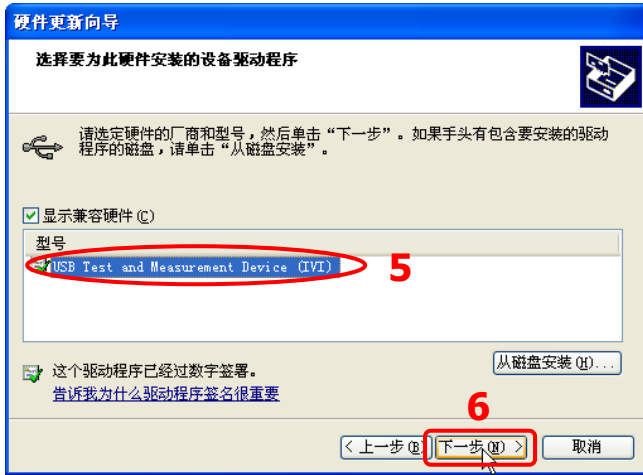 硬件更新向导
选择要为此硬件安装的设备驱动程序
请选定硬件的厂商和型号，然后单击“下一步”。如果手头有包含要安装的驱动
程序的磁盘，请单击“从磁盘安装”。
显示兼容硬件(C)
型号
USB Test and Measurement Device (IVI)
5
这个驱动程序已经过数字签署。
从磁盘安装(H)...
告诉我为什么驱动程序签名很重要
6
< 上一步(B)
下一步(N) >
取消